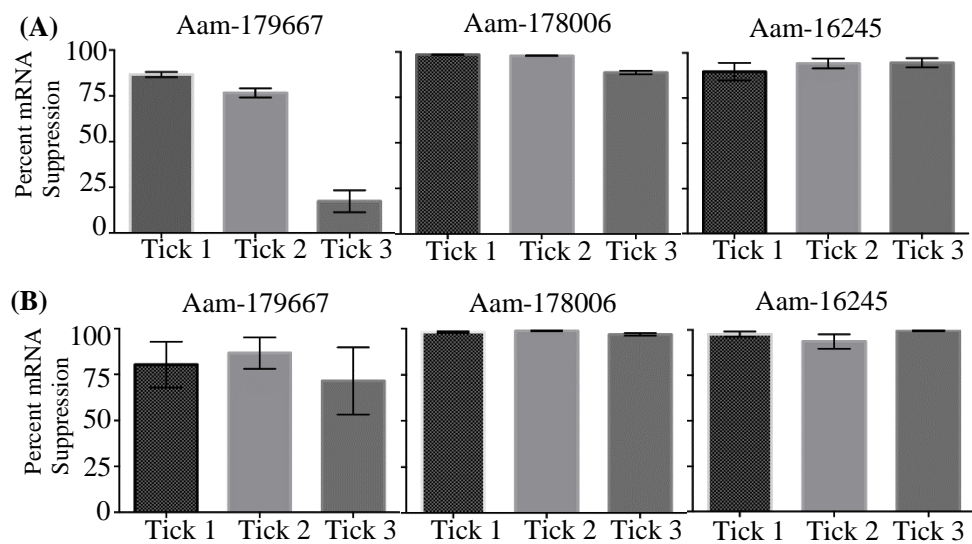 (A)
Aam-179667 Aam-178006 Aam-16245
Percent mRNA
Suppression
100
75
50
25
0
Tick 1 Tick 2 Tick 3 Tick 1 Tick 2 Tick 3 Tick 1 Tick 2 Tick 3
(B)
Aam-179667 Aam-178006 Aam-16245
Percent mRNA
Suppression
100
75
50
25
0
Tick 1 Tick 2 Tick 3 Tick 1 Tick 2 Tick 3 Tick 1 Tick 2 Tick 3